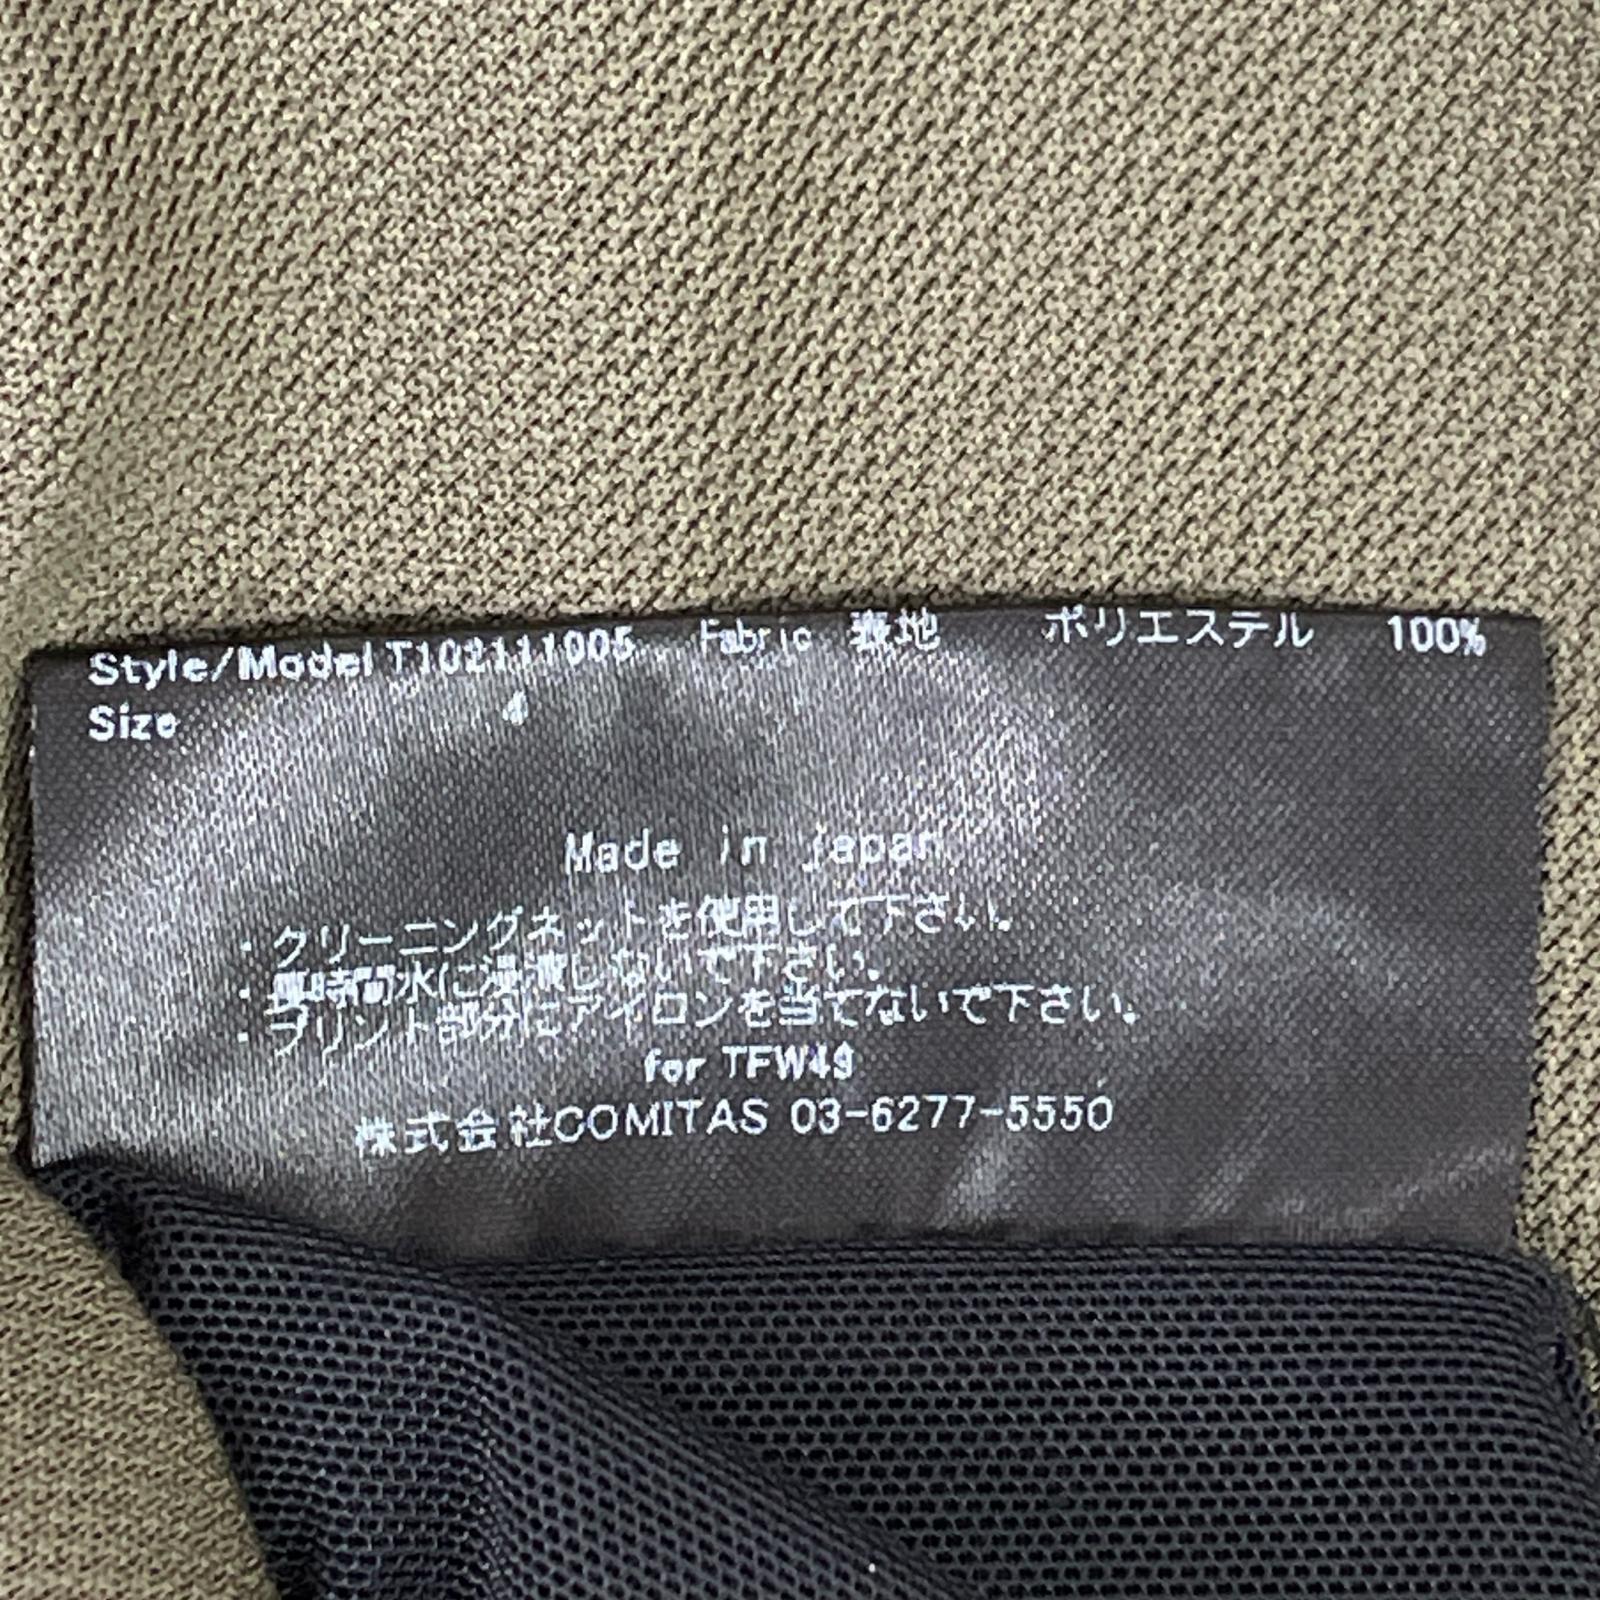 Style/Model T102111005 Fabric 表地 ポリエステル 100%
Size 4
Made in japan
・クリーニングネットを使用して下さい。
・長時間水に浸漬しないで下さい。
・プリント部分にアイロンを当てないで下さい。
for TFW49
株式会社COMITAS 03-6277-5550